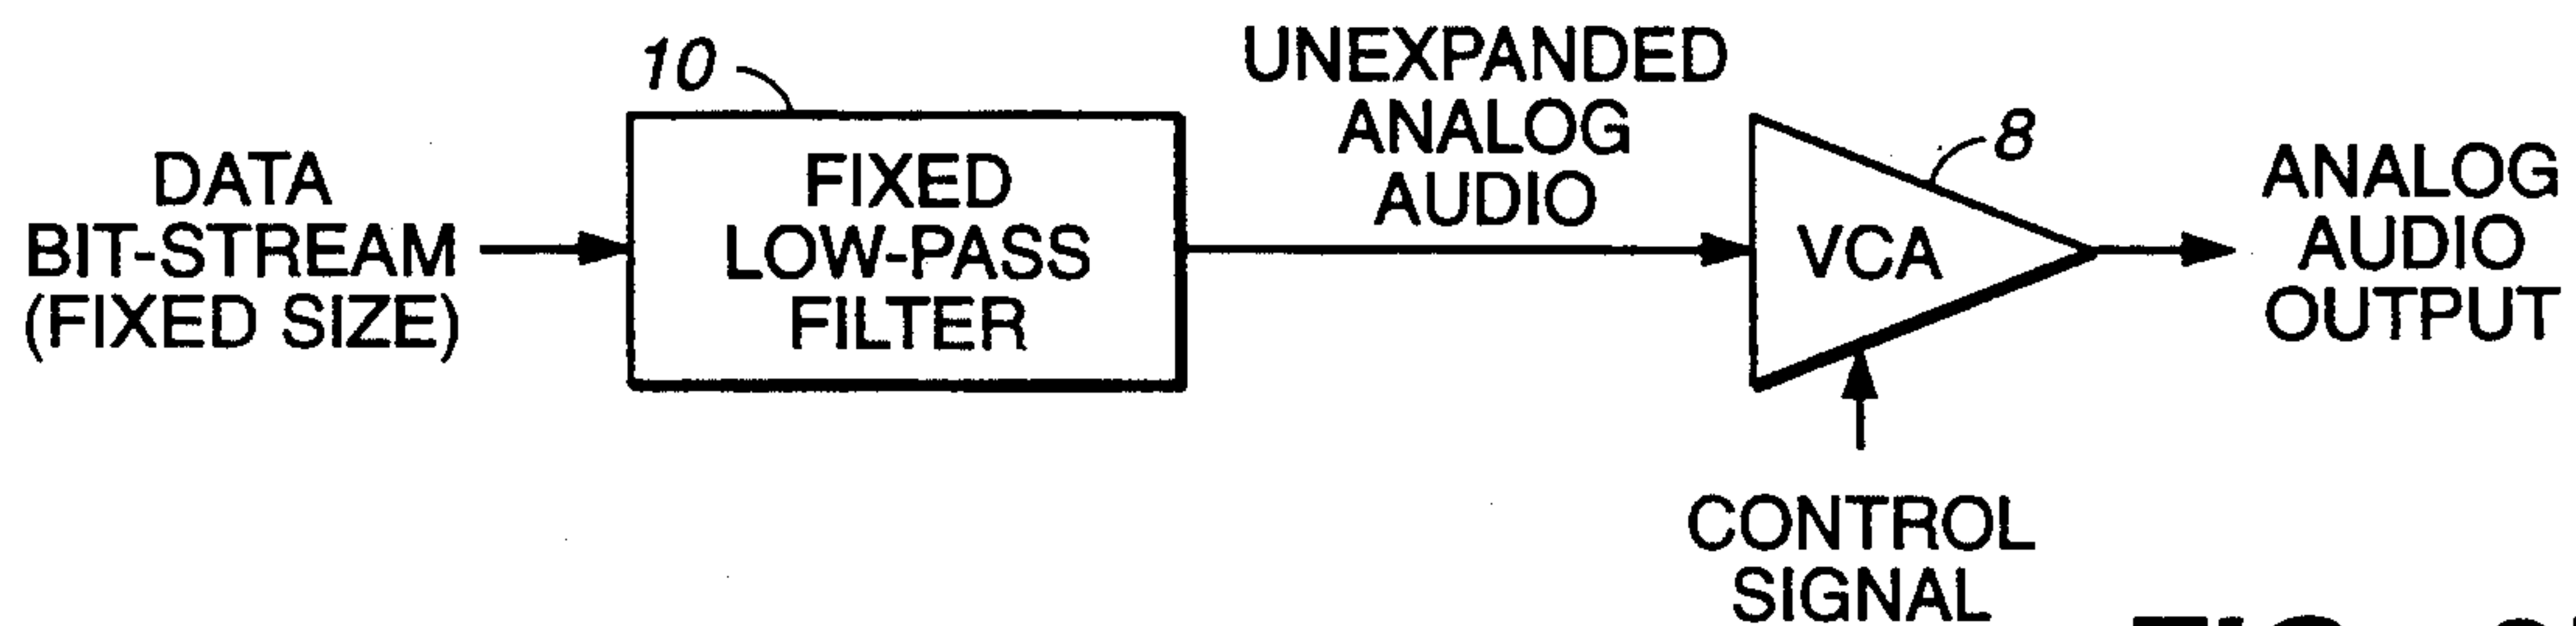 10
UNEXPANDED
ANALOG
AUDIO
8
DATA
BIT-STREAM
(FIXED SIZE)
FIXED
LOW-PASS
FILTER
VCA
ANALOG
AUDIO
OUTPUT
CONTROL
SIGNAL